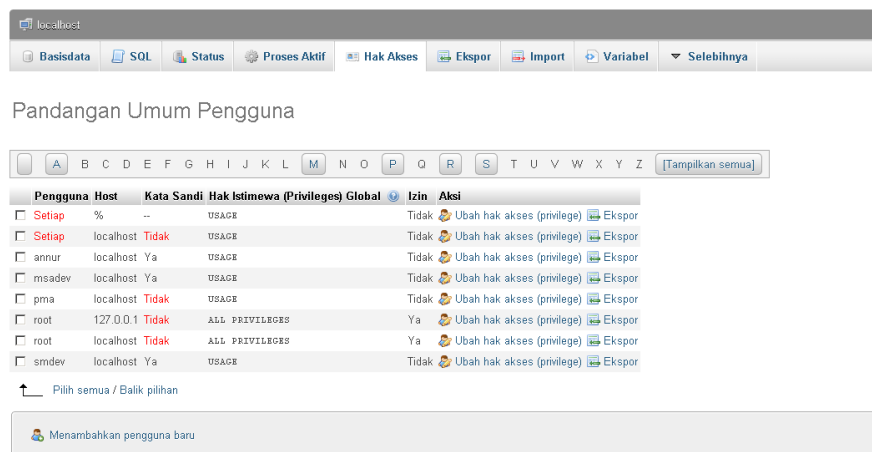 localhost
Basisdata SQL Status Proses Aktif Hak Akses Ekspor Import Variabel Selebihnya
Pandangan Umum Pengguna
A B C D E F G H I J K L M N O P Q R S T U V W X Y Z [Tampilkan semua]
Pengguna Host Kata Sandi Hak Istimewa (Privileges) Global Izin Aksi
Setiap % -- USAGE Tidak Ubah hak akses (privilege) Ekspor
Setiap localhost Tidak USAGE Tidak Ubah hak akses (privilege) Ekspor
annur localhost Ya USAGE Tidak Ubah hak akses (privilege) Ekspor
msadev localhost Ya USAGE Tidak Ubah hak akses (privilege) Ekspor
pma localhost Tidak USAGE Tidak Ubah hak akses (privilege) Ekspor
root 127.0.0.1 Tidak ALL PRIVILEGES Ya Ubah hak akses (privilege) Ekspor
root localhost Tidak ALL PRIVILEGES Ya Ubah hak akses (privilege) Ekspor
smdev localhost Ya USAGE Tidak Ubah hak akses (privilege) Ekspor
Pilih semua / Balik pilihan
Menambahkan pengguna baru